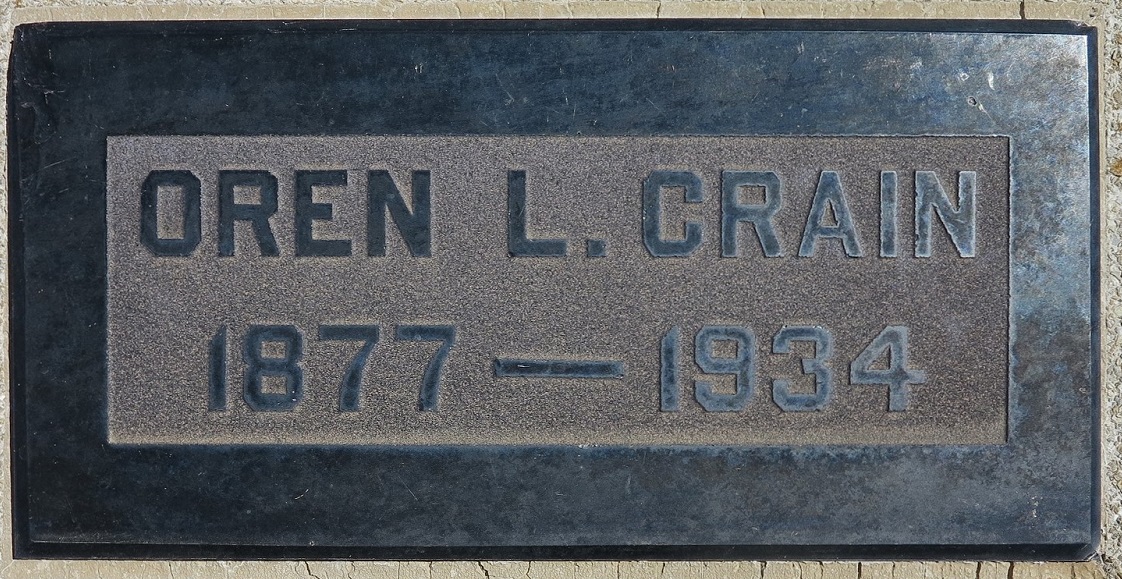 OREN L. CRAIN
1877 — 1934